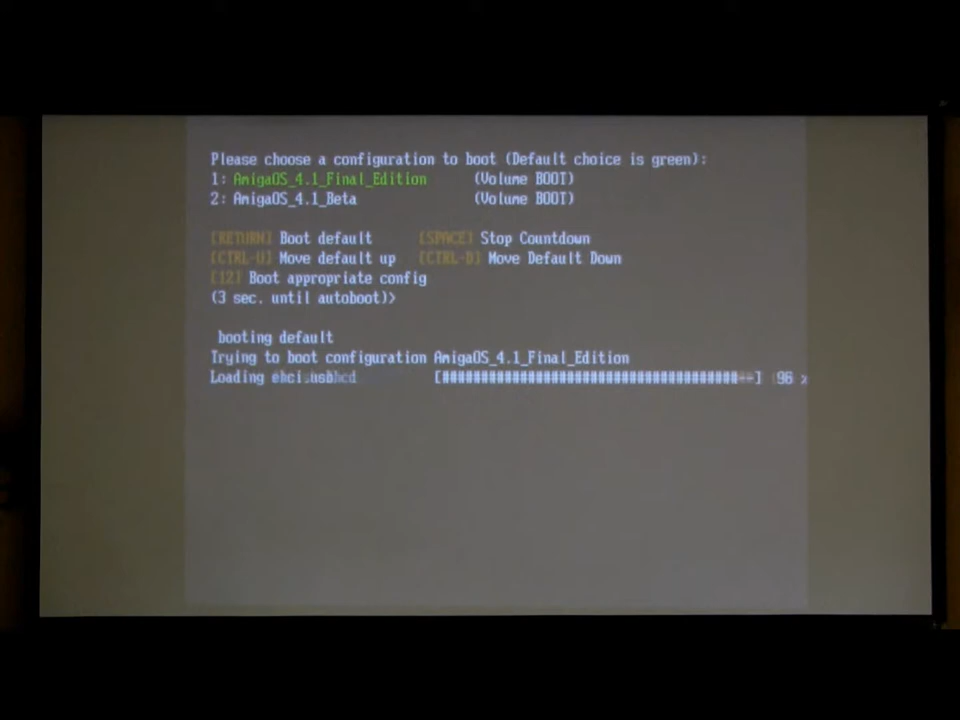 Please choose a configuration to boot (Default choice is green):
1: AmigaOS_4.1_Final_Edition (Volume BOOT)
2: AmigaOS_4.1_Beta (Volume BOOT)
[RETURN] Boot default [SPACE] Stop Countdown
[CTRL-U] Move default up [CTRL-D] Move Default Down
[12] Boot appropriate config
(3 sec. until autoboot)>
booting default
Trying to boot configuration AmigaOS_4.1_Final_Edition
Loading [######################################--] (96 %